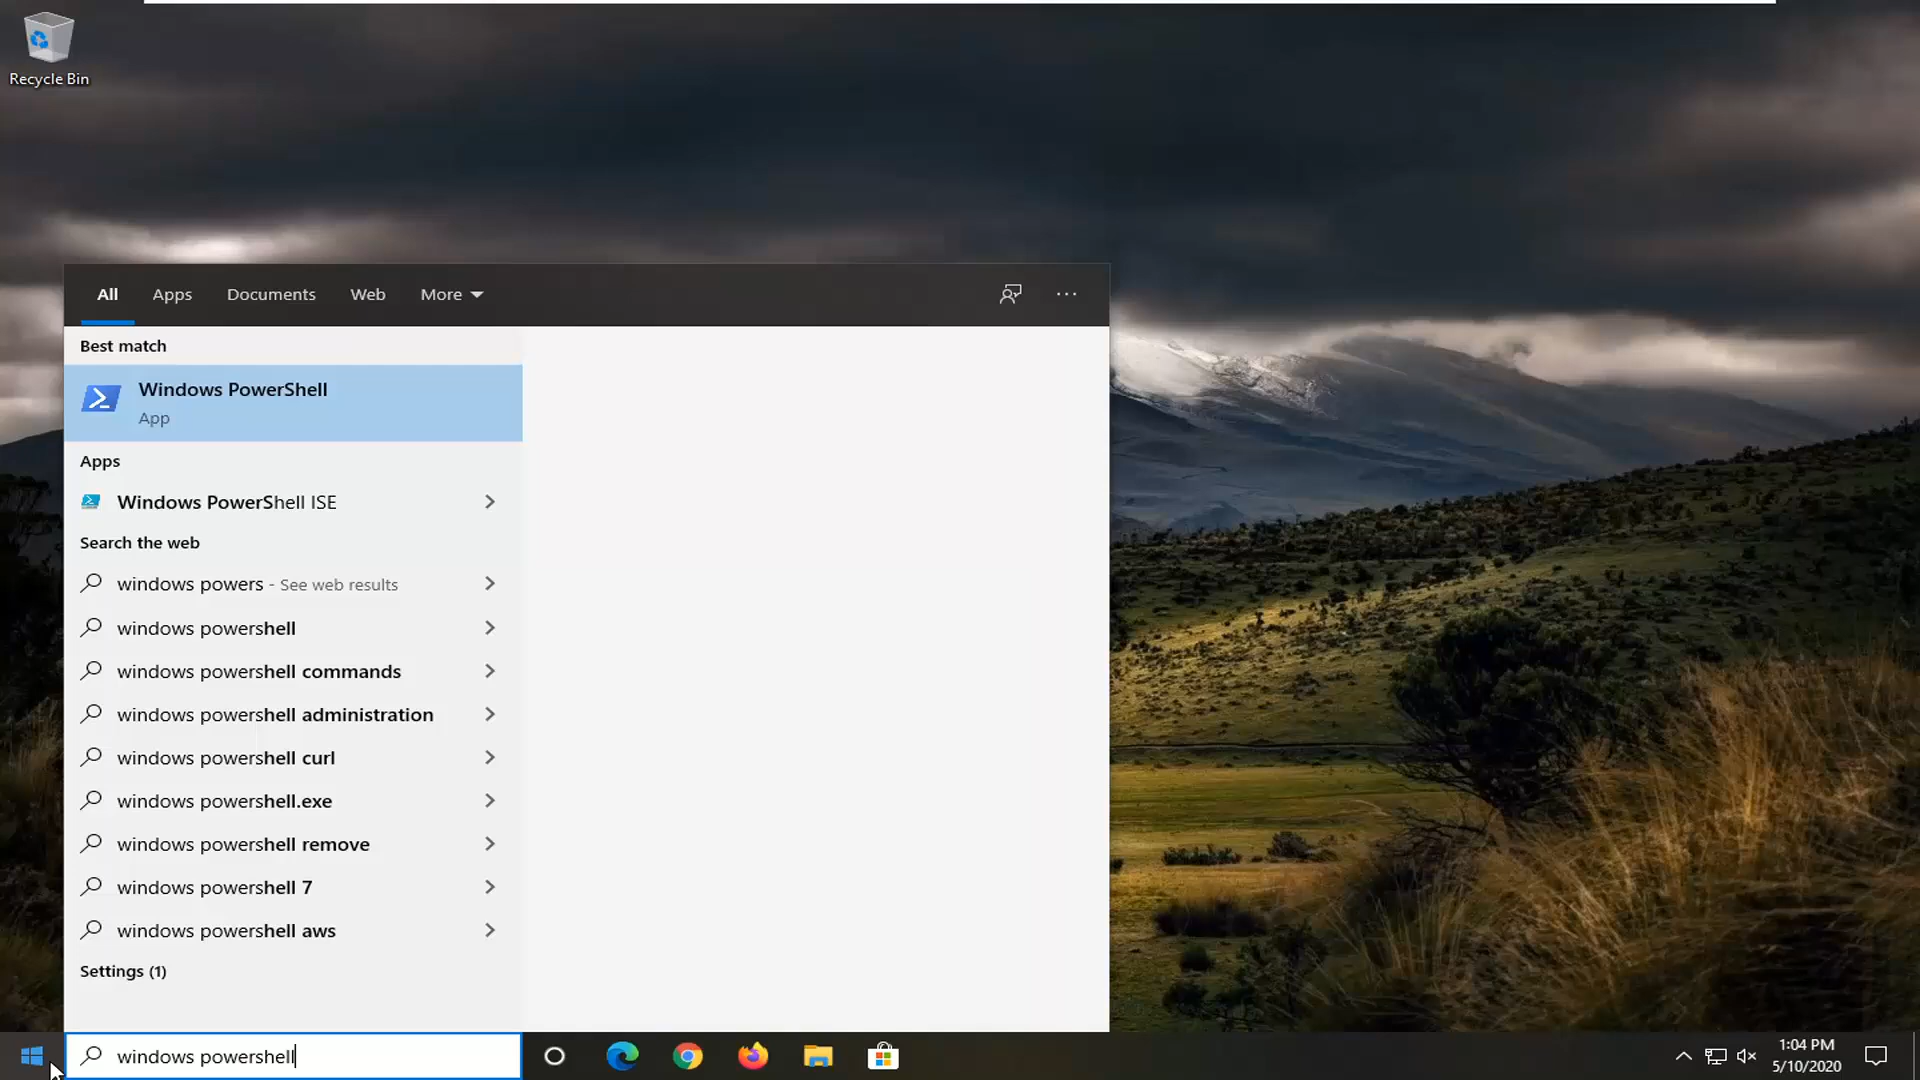 Recycle Bin
All Apps Documents Web More
Best match
Windows PowerShell
App
Apps
Windows PowerShell ISE
Search the web
windows powers - See web results
windows powershell
windows powershell commands
windows powershell administration
windows powershell curl
windows powershell.exe
windows powershell remove
windows powershell 7
windows powershell aws
Settings (1)
windows powershell
1:04 PM
5/10/2020